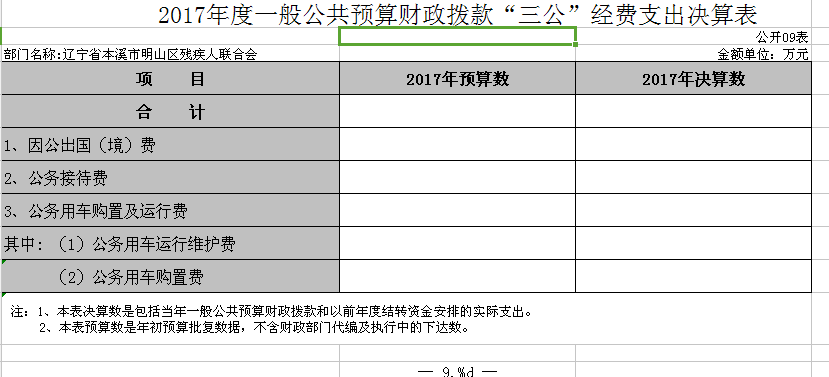 2017年度一般公共预算财政拨款“三公”经费支出决算表
公开09表
部门名称:辽宁省本溪市明山区残疾人联合会 金额单位：万元
项 目 2017年预算数 2017年决算数
合 计
1、因公出国（境）费
2、公务接待费
3、公务用车购置及运行费
其中：（1）公务用车运行维护费
（2）公务用车购置费
注：1、本表决算数是包括当年一般公共预算财政拨款和以前年度结转资金安排的实际支出。
2、本表预算数是年初预算批复数据，不含财政部门代编及执行中的下达数。
— 9.%d —